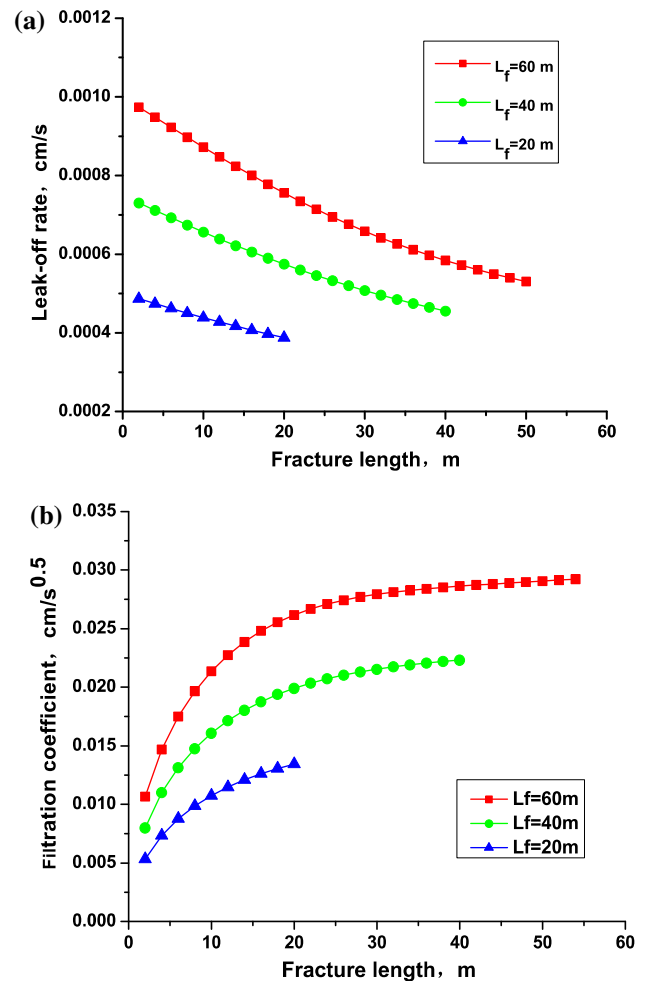 (a)
0.0012
0.0010
0.0008
0.0006
0.0004
0.0002
Leak-off rate, cm/s
L_f=60 m
L_f=40 m
L_f=20 m
0 10 20 30 40 50 60
Fracture length, m
(b)
0.035
0.030
0.025
0.020
0.015
0.010
0.005
0.000
Filtration coefficient, cm/s^0.5
Lf=60m
Lf=40m
Lf=20m
0 10 20 30 40 50 60
Fracture length, m